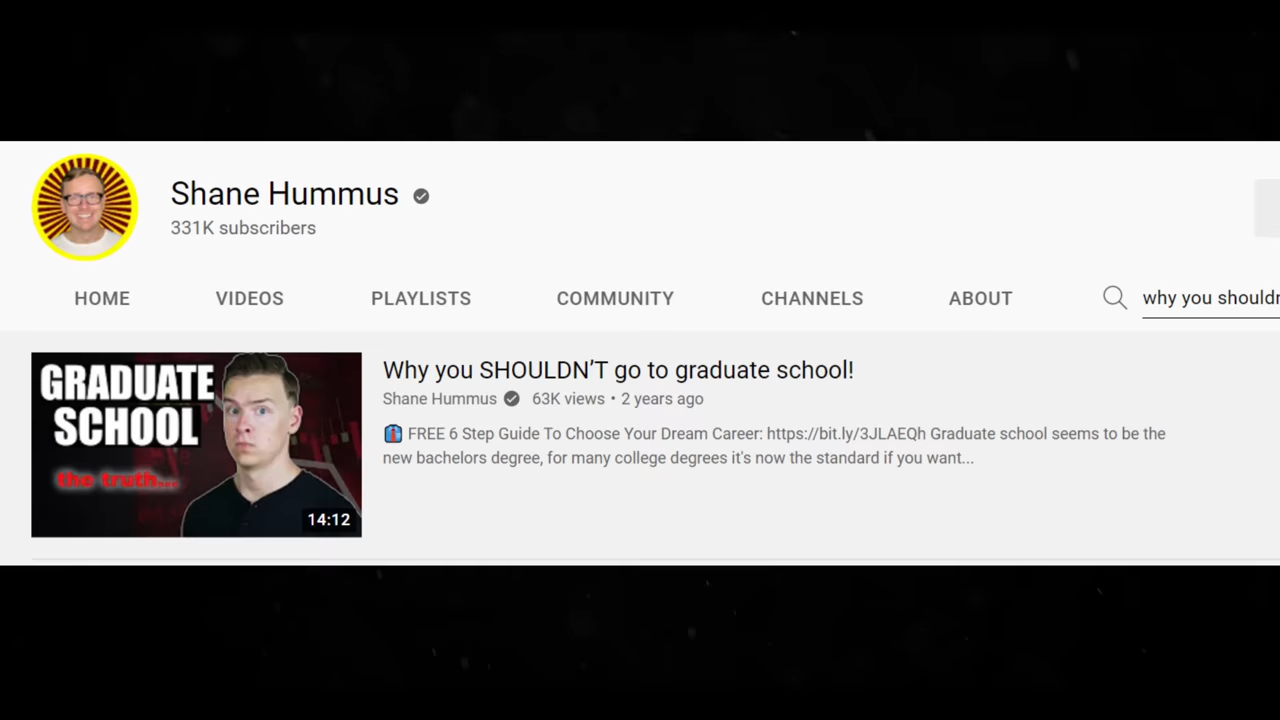 Shane Hummus
331K subscribers
HOME VIDEOS PLAYLISTS COMMUNITY CHANNELS ABOUT why you shouldn
GRADUATE
SCHOOL
the truth...
14:12
Why you SHOULDN’T go to graduate school!
Shane Hummus 63K views • 2 years ago
👔 FREE 6 Step Guide To Choose Your Dream Career: https://bit.ly/3JLAEQh Graduate school seems to be the
new bachelors degree, for many college degrees it's now the standard if you want...